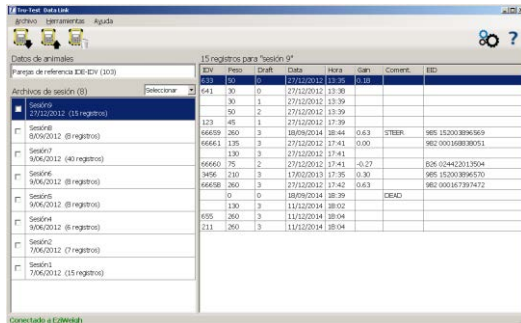 Tru-Test Data Link
Archivo Herramientas Ayuda
Datos de animales
Parejas de referencia IDE-IDV (103)
Archivos de sesión (8) Seleccionar
Sesión9
27/12/2012 (15 registros)
Sesión8
8/09/2012 (8 registros)
Sesión7
9/06/2012 (40 registros)
Sesión6
9/06/2012 (8 registros)
Sesión5
9/06/2012 (8 registros)
Sesión4
9/06/2012 (6 registros)
Sesión2
7/06/2012 (7 registros)
Sesión1
7/06/2012 (15 registros)
15 registros para "sesión 9"
IDV Peso Draft Data Hora Gain Coment. EID
633 50 0 27/12/2012 13:35 0.18
641 30 0 27/12/2012 13:38
30 1 27/12/2012 13:39
50 2 27/12/2012 13:39
123 45 1 27/12/2012 17:39
66659 260 3 18/09/2014 18:44 0.63 STEER 985 152003896569
66661 135 3 27/12/2012 17:41 0.00 982 000168838051
130 3 27/12/2012 17:41
66660 75 2 27/12/2012 17:41 -0.27 B26 024422013504
3456 210 3 17/02/2013 17:35 0.30 985 152003896570
66658 260 3 27/12/2012 17:42 0.63 982 000167397472
0 0 18/09/2014 18:39 DEAD
130 3 11/12/2014 18:02
655 260 3 11/12/2014 18:04
211 260 3 11/12/2014 18:04
Conectado a EziWeigh